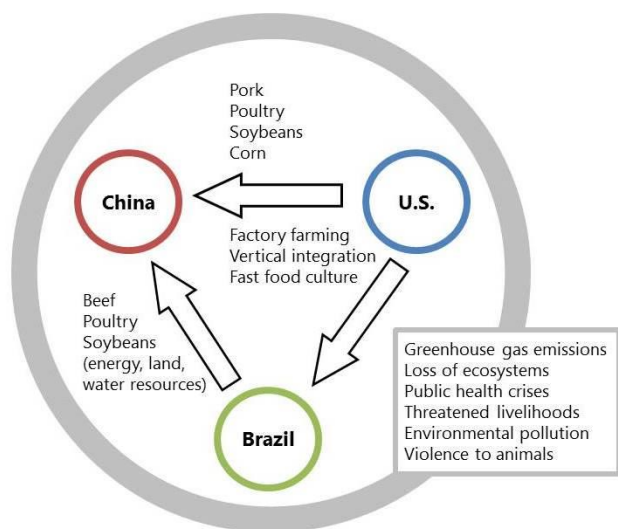 Pork
Poultry
Soybeans
Corn
China
U.S.
Factory farming
Vertical integration
Fast food culture
Beef
Poultry
Soybeans
(energy, land,
water resources)
Greenhouse gas emissions
Loss of ecosystems
Public health crises
Threatened livelihoods
Environmental pollution
Violence to animals
Brazil